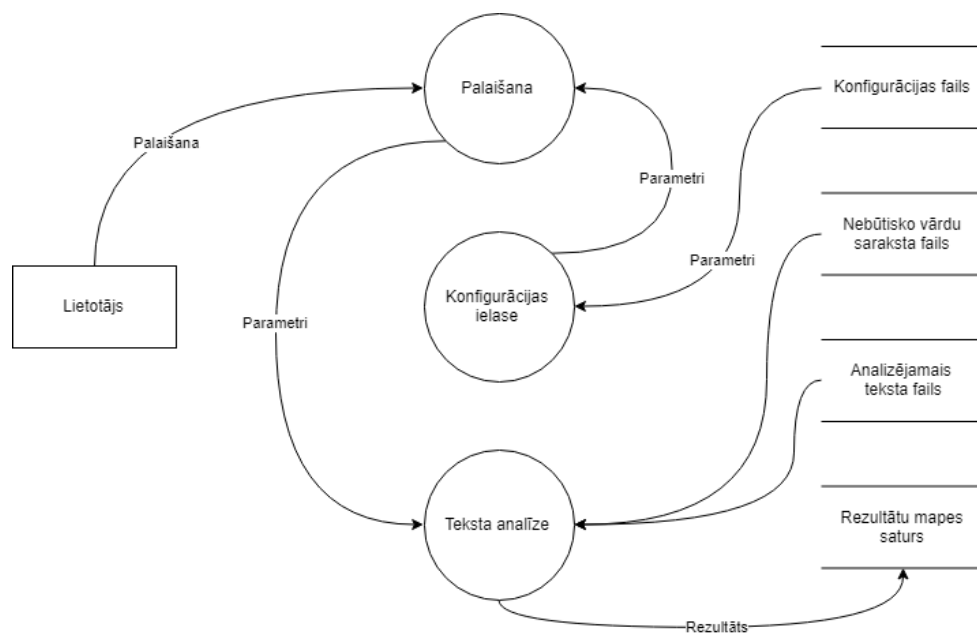 Palaišana
Konfigurācijas fails
Palaišana
Parametri
Nebūtisko vārdu
saraksta fails
Parametri
Lietotājs
Konfigurācijas
ielase
Parametri
Analizējamais
teksta fails
Teksta analīze
Rezultātu mapes
saturs
Rezultāts